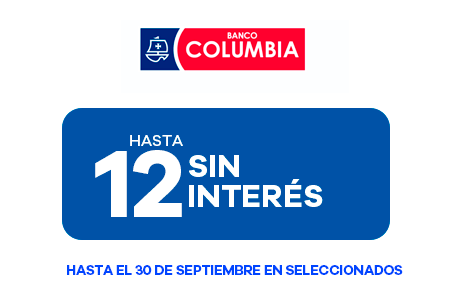 BANCO
COLUMBIA
HASTA
12 SIN
INTERÉS
HASTA EL 30 DE SEPTIEMBRE EN SELECCIONADOS